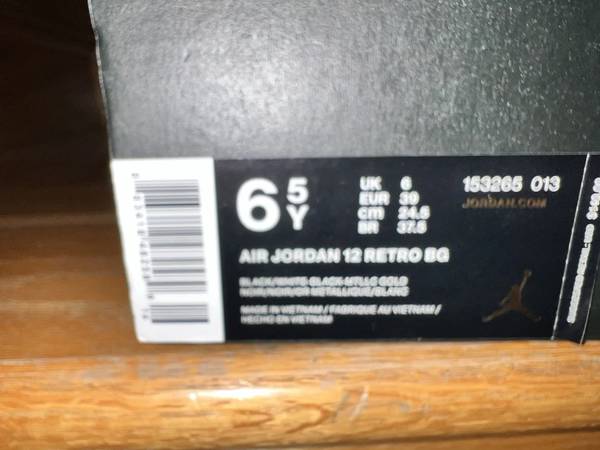 6 5 Y
UK 6
EUR 39
cm 24.5
BR 37.5
153265 013
JORDAN.COM
AIR JORDAN 12 RETRO BG
BLACK/WHITE-BLACK-MTLLC GOLD
NOIR/NOIR/OR METALLIQUE/BLANC
MADE IN VIETNAM / FABRIQUE AU VIETNAM /
HECHO EN VIETNAM